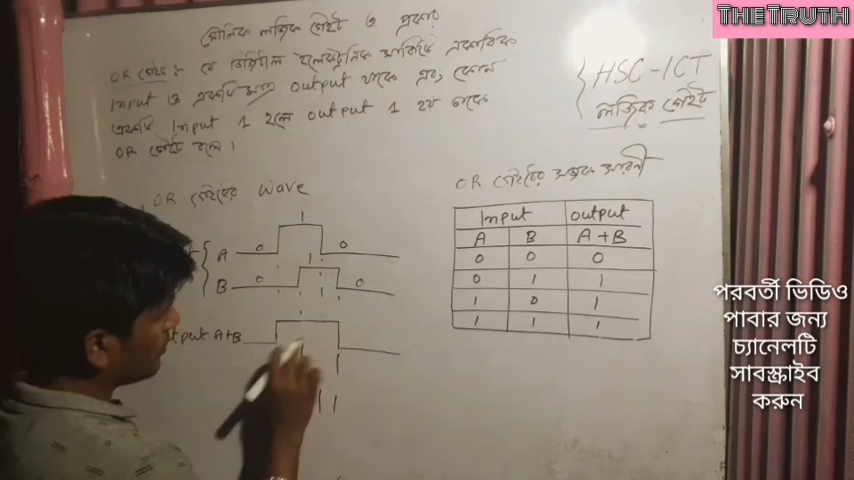 THE TRUTH
মৌলিক লজিক গেইট ৩ প্রকার
OR গেইট : যে ডিজিটাল ইলেকট্রনিক সার্কিটে একাধিক
Input ও একটি মাত্র output থাকে এবং কোন
একটি Input 1 হলে output 1 হয় তাকে
OR গেইট বলে।
HSC-ICT
লজিক গেইট
OR গেইটের Wave
A 0 1 0
B 0 1 0
A+B
OR গেইটের সত্যক সারণী
Input output
A B A+B
0 0 0
0 1 1
1 0 1
1 1 1
পরবর্তী ভিডিও
পাবার জন্য
চ্যানেলটি
সাবস্ক্রাইব
করুন